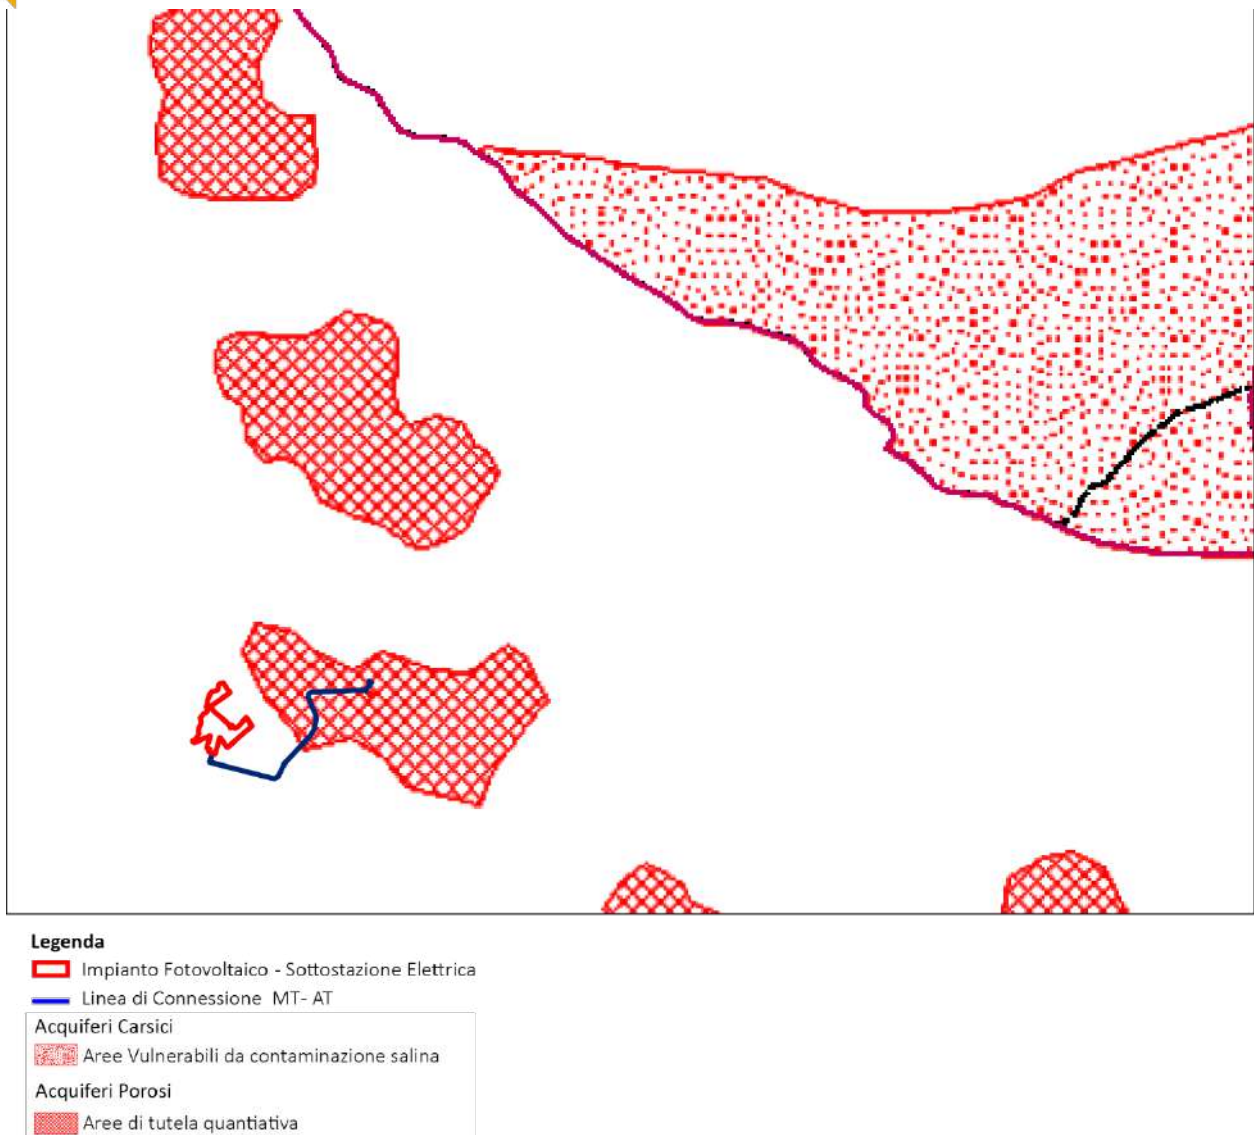 Legenda
Impianto Fotovoltaico - Sottostazione Elettrica
Linea di Connessione MT- AT
Acquiferi Carsici
Aree Vulnerabili da contaminazione salina
Acquiferi Porosi
Aree di tutela quantiativa